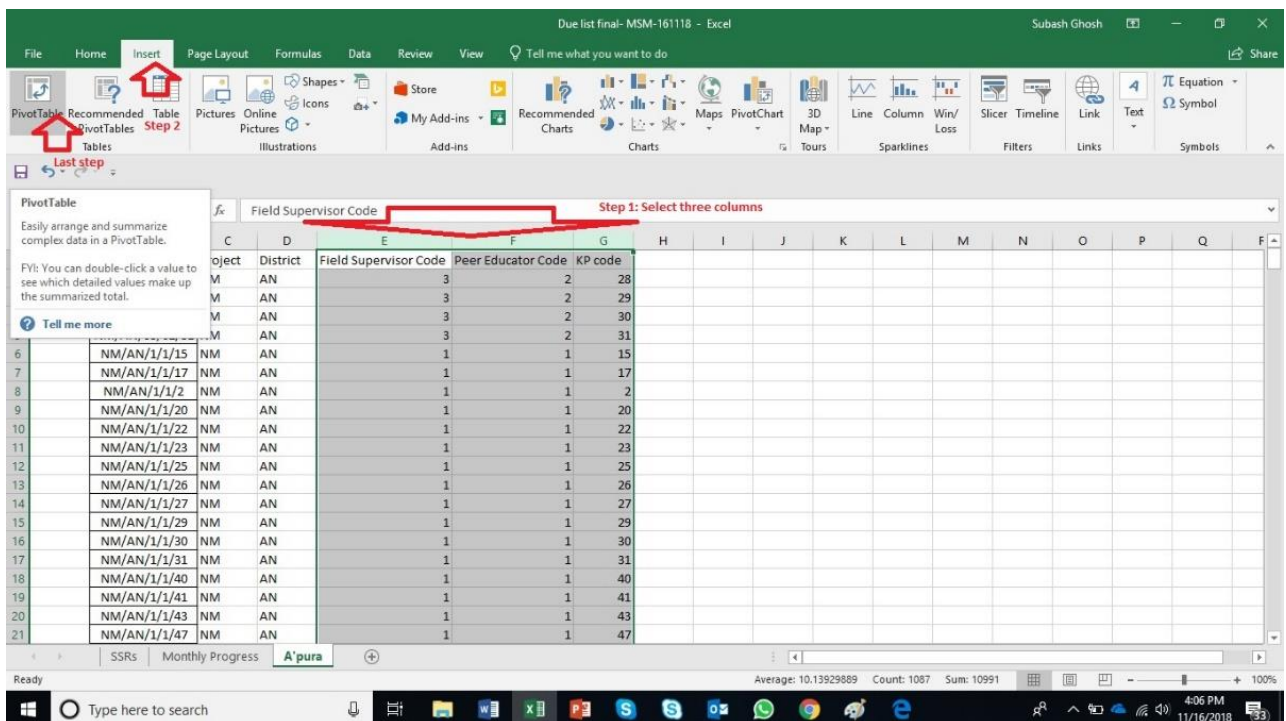 Due list final- MSM-161118 - Excel
Subash Ghosh
File Home Insert Page Layout Formulas Data Review View Tell me what you want to do Share
PivotTable Recommended PivotTables Table Pictures Online Pictures Shapes Icons Store My Add-ins Recommended Charts Maps PivotChart 3D Map Line Column Win/Loss Slicer Timeline Link Text Equation Symbol
Step 2
Tables Illustrations Add-ins Charts Tours Sparklines Filters Links Symbols
Last step
PivotTable
Easily arrange and summarize
complex data in a PivotTable.
FYI: You can double-click a value to
see which detailed values make up
the summarized total.
Tell me more
fx Field Supervisor Code
Step 1: Select three columns
C D E F G H I J K L M N O P Q
oject District Field Supervisor Code Peer Educator Code KP code
M AN 3 2 28
M AN 3 2 29
M AN 3 2 30
M AN 3 2 31
6 NM/AN/1/1/15 NM AN 1 1 15
7 NM/AN/1/1/17 NM AN 1 1 17
8 NM/AN/1/1/2 NM AN 1 1 2
9 NM/AN/1/1/20 NM AN 1 1 20
10 NM/AN/1/1/22 NM AN 1 1 22
11 NM/AN/1/1/23 NM AN 1 1 23
12 NM/AN/1/1/25 NM AN 1 1 25
13 NM/AN/1/1/26 NM AN 1 1 26
14 NM/AN/1/1/27 NM AN 1 1 27
15 NM/AN/1/1/29 NM AN 1 1 29
16 NM/AN/1/1/30 NM AN 1 1 30
17 NM/AN/1/1/31 NM AN 1 1 31
18 NM/AN/1/1/40 NM AN 1 1 40
19 NM/AN/1/1/41 NM AN 1 1 41
20 NM/AN/1/1/43 NM AN 1 1 43
21 NM/AN/1/1/47 NM AN 1 1 47
SSRs Monthly Progress A'pura
Ready Average: 10.13929889 Count: 1087 Sum: 10991 100%
Type here to search
4:06 PM
11/16/2018
33